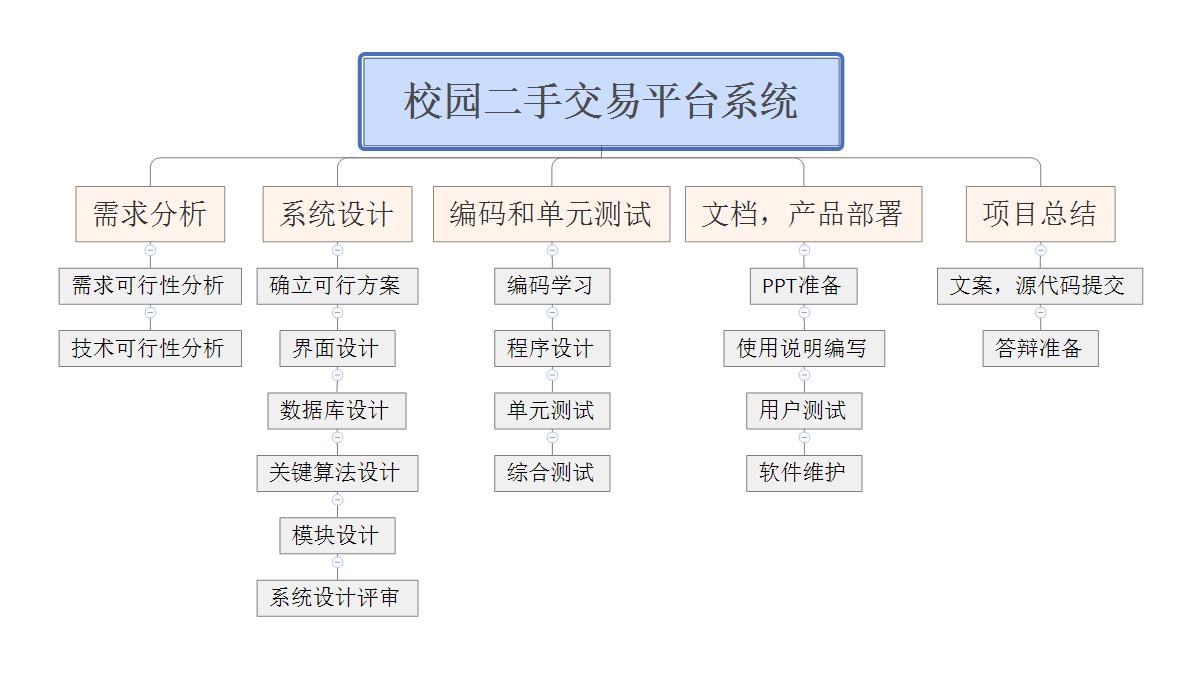 校园二手交易平台系统
需求分析
系统设计
编码和单元测试
文档，产品部署
项目总结
需求可行性分析
确立可行方案
编码学习
PPT准备
文案，源代码提交
技术可行性分析
界面设计
程序设计
使用说明编写
答辩准备
数据库设计
单元测试
用户测试
关键算法设计
综合测试
软件维护
模块设计
系统设计评审